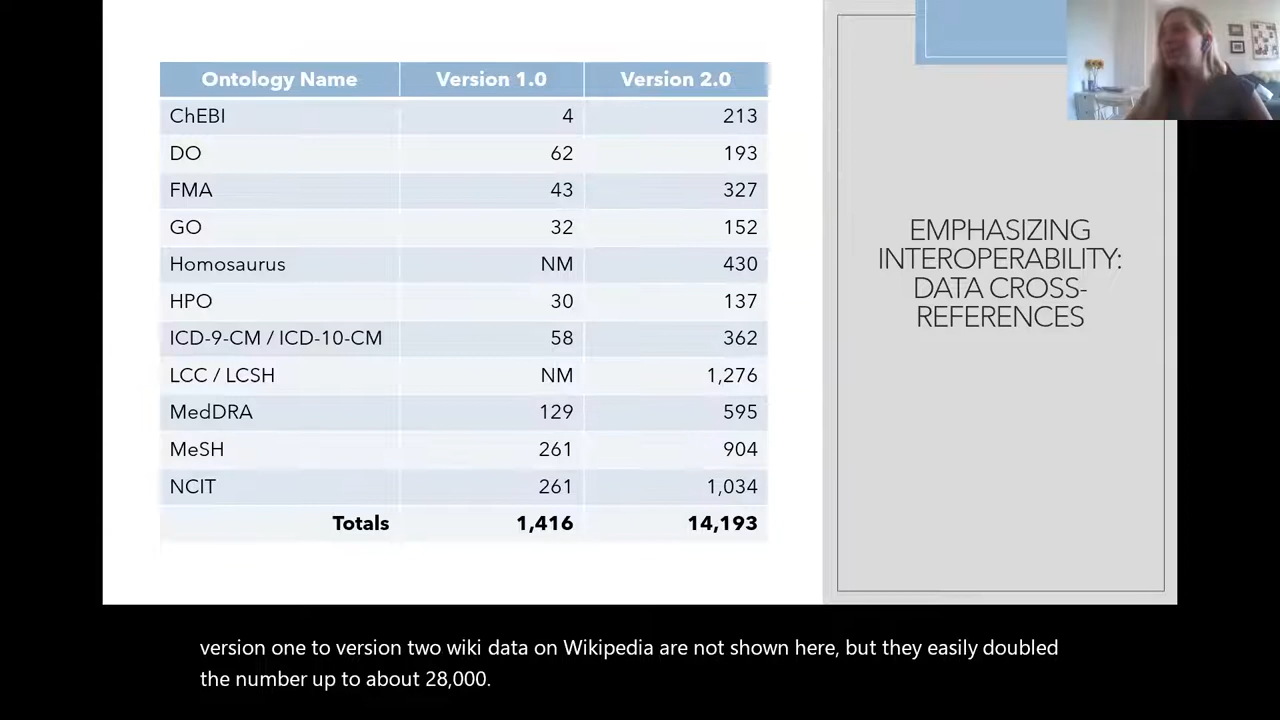 Ontology Name Version 1.0 Version 2.0
ChEBI 4 213
DO 62 193
FMA 43 327
GO 32 152
Homosaurus NM 430
HPO 30 137
ICD-9-CM / ICD-10-CM 58 362
LCC / LCSH NM 1,276
MedDRA 129 595
MeSH 261 904
NCIT 261 1,034
Totals 1,416 14,193
EMPHASIZING
INTEROPERABILITY:
DATA CROSS-
REFERENCES
version one to version two wiki data on Wikipedia are not shown here, but they easily doubled
the number up to about 28,000.